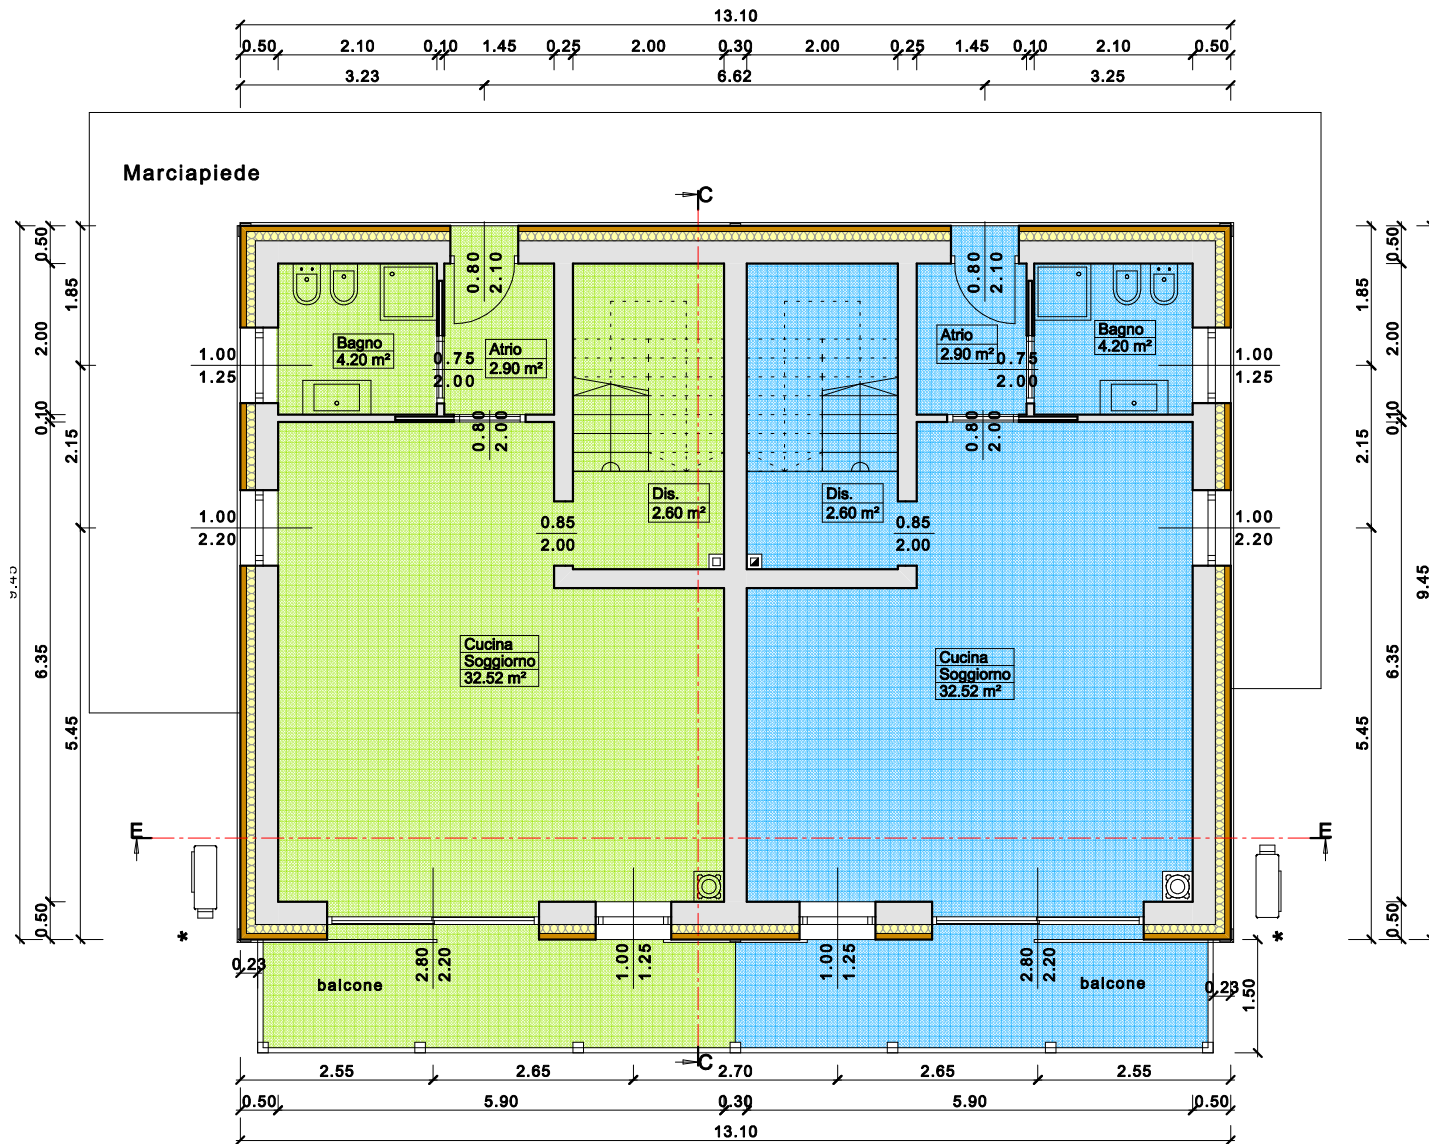 13.10
0.50 2.10 0.10 1.45 0.25 2.00 0.30 2.00 0.25 1.45 0.10 2.10 0.50
3.23 6.62 3.25
Marciapiede
C
0.50
2.00
0.10
6.35
0.50
1.85
2.15
5.45
9.45
0.80
2.10
0.80
2.10
Bagno
4.20 m²
Atrio
2.90 m²
Atrio
2.90 m²
Bagno
4.20 m²
1.00
1.25
0.75
2.00
0.75
2.00
1.00
1.25
0.80
2.00
0.80
2.00
Dis.
2.60 m²
Dis.
2.60 m²
1.00
2.20
0.85
2.00
0.85
2.00
1.00
2.20
Cucina
Soggiorno
32.52 m²
Cucina
Soggiorno
32.52 m²
1.85
2.15
5.45
0.50
2.00
0.10
6.35
0.50
9.45
E
E
*
*
0.23
balcone
2.80
2.20
1.00
1.25
1.00
1.25
2.80
2.20
balcone
0.23
1.50
C
2.55 2.65 2.70 2.65 2.55
0.50 5.90 0.30 5.90 0.50
13.10